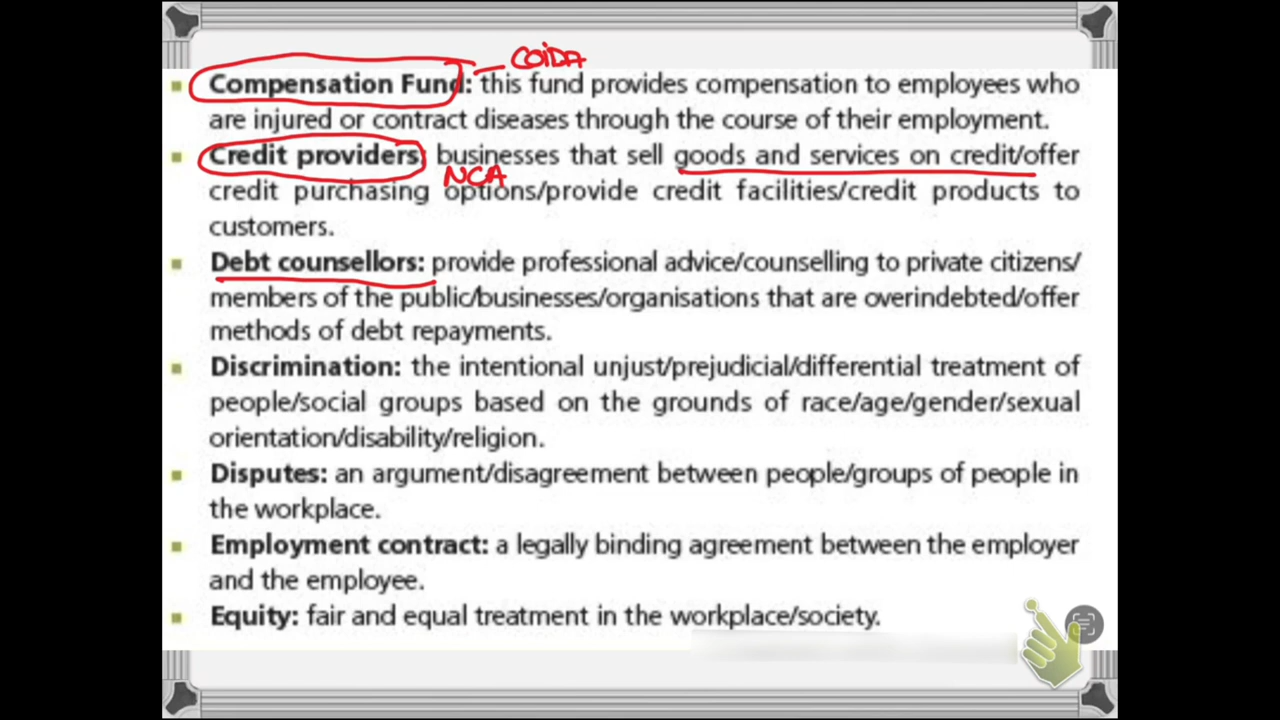 COIDA
Compensation Fund: this fund provides compensation to employees who
are injured or contract diseases through the course of their employment.
Credit providers: businesses that sell goods and services on credit/offer
NCA
credit purchasing options/provide credit facilities/credit products to
customers.
Debt counsellors: provide professional advice/counselling to private citizens/
members of the public/businesses/organisations that are overindebted/offer
methods of debt repayments.
Discrimination: the intentional unjust/prejudicial/differential treatment of
people/social groups based on the grounds of race/age/gender/sexual
orientation/disability/religion.
Disputes: an argument/disagreement between people/groups of people in
the workplace.
Employment contract: a legally binding agreement between the employer
and the employee.
Equity: fair and equal treatment in the workplace/society.